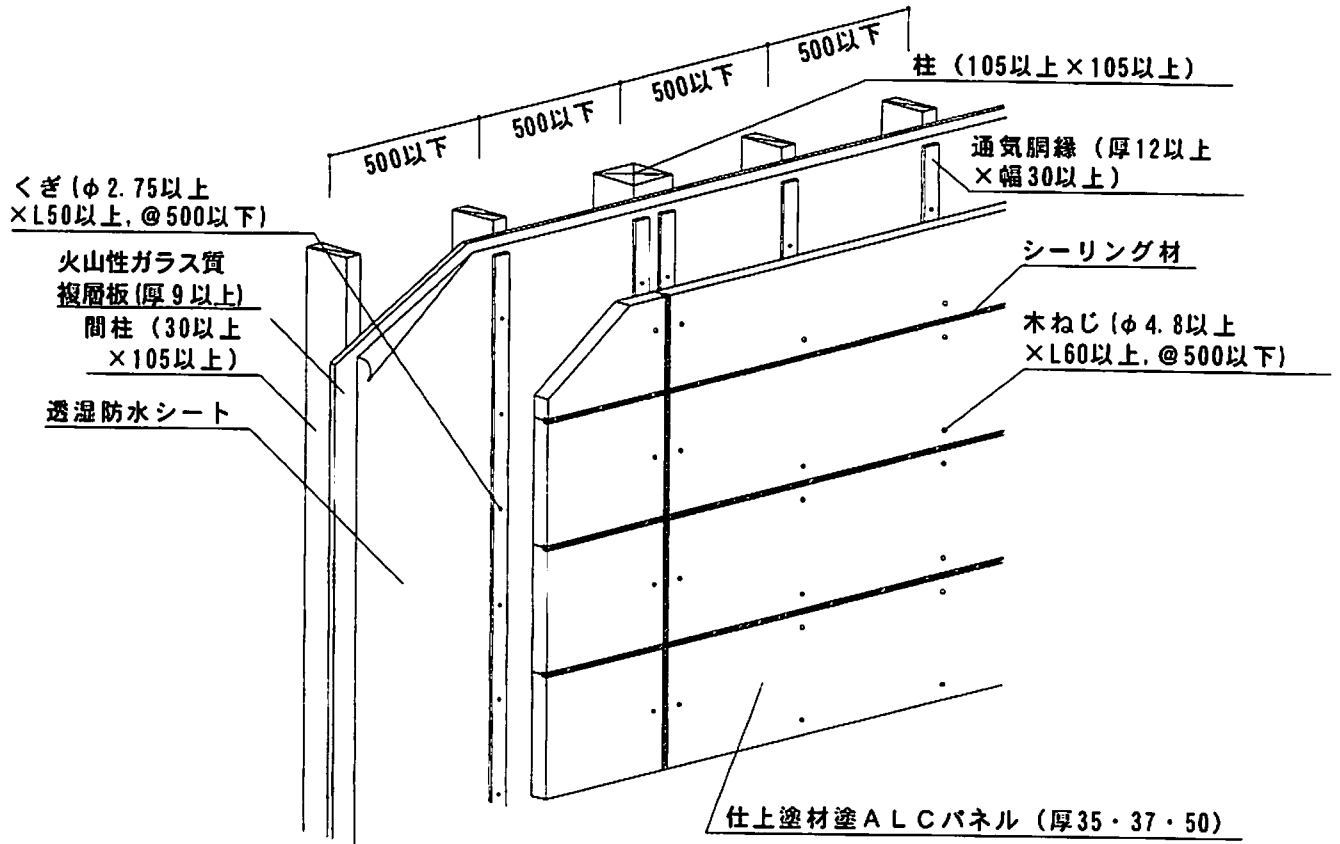 500以下
500以下
500以下
500以下
柱 (105以上×105以上)
通気胴縁 (厚12以上
×幅30以上)
くぎ (φ2.75以上
×L50以上, @500以下)
火山性ガラス質
複層板 (厚9以上)
間柱 (30以上
×105以上)
透湿防水シート
シーリング材
木ねじ (φ4.8以上
×L60以上, @500以下)
仕上塗材塗ALCパネル (厚35・37・50)